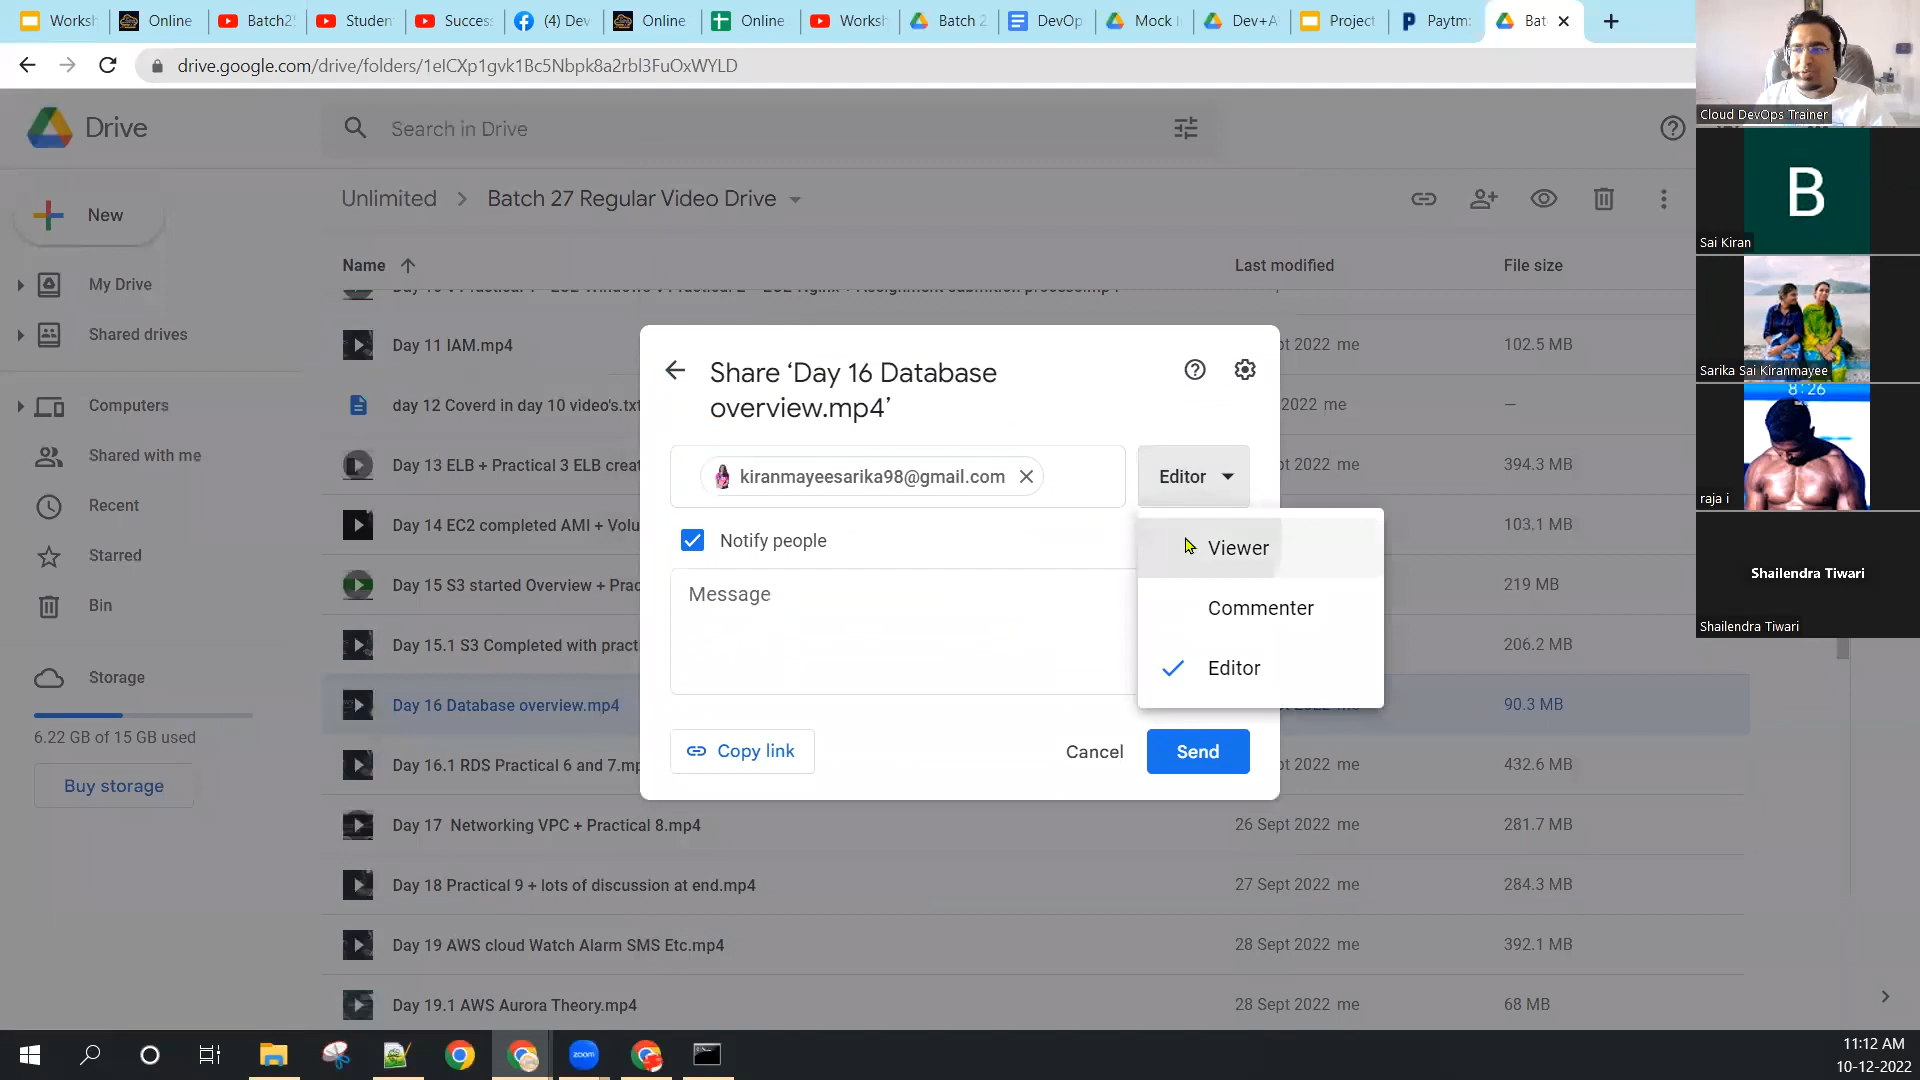 Worksh
Online
Batch2
Studen
Succes
(4) Dev
Online
Online
Worksh
Batch 2
DevOp
Mock I
Dev+A
Project
Paytm:
Bat
drive.google.com/drive/folders/1eICXp1gvk1Bc5Nbpk8a2rbl3FuOxWYLD
Drive
Search in Drive
New
My Drive
Shared drives
Computers
Shared with me
Recent
Starred
Bin
Storage
6.22 GB of 15 GB used
Buy storage
Unlimited
Batch 27 Regular Video Drive
Name
Last modified
File size
Day 11 IAM.mp4
pt 2022 me
102.5 MB
day 12 Coverd in day 10 video's.txt
2022 me
—
Day 13 ELB + Practical 3 ELB creat
pt 2022 me
394.3 MB
Day 14 EC2 completed AMI + Volu
103.1 MB
Day 15 S3 started Overview + Prac
219 MB
Day 15.1 S3 Completed with pract
206.2 MB
Day 16 Database overview.mp4
90.3 MB
Day 16.1 RDS Practical 6 and 7.mp
pt 2022 me
432.6 MB
Day 17 Networking VPC + Practical 8.mp4
26 Sept 2022 me
281.7 MB
Day 18 Practical 9 + lots of discussion at end.mp4
27 Sept 2022 me
284.3 MB
Day 19 AWS cloud Watch Alarm SMS Etc.mp4
28 Sept 2022 me
392.1 MB
Day 19.1 AWS Aurora Theory.mp4
28 Sept 2022 me
68 MB
Share ‘Day 16 Database
overview.mp4’
kiranmayeesarika98@gmail.com
Editor
Notify people
Message
Viewer
Commenter
Editor
Copy link
Cancel
Send
Cloud DevOps Trainer
B
Sai Kiran
Sarika Sai Kiranmayee
8:26
raja i
Shailendra Tiwari
Shailendra Tiwari
zoom
11:12 AM
10-12-2022